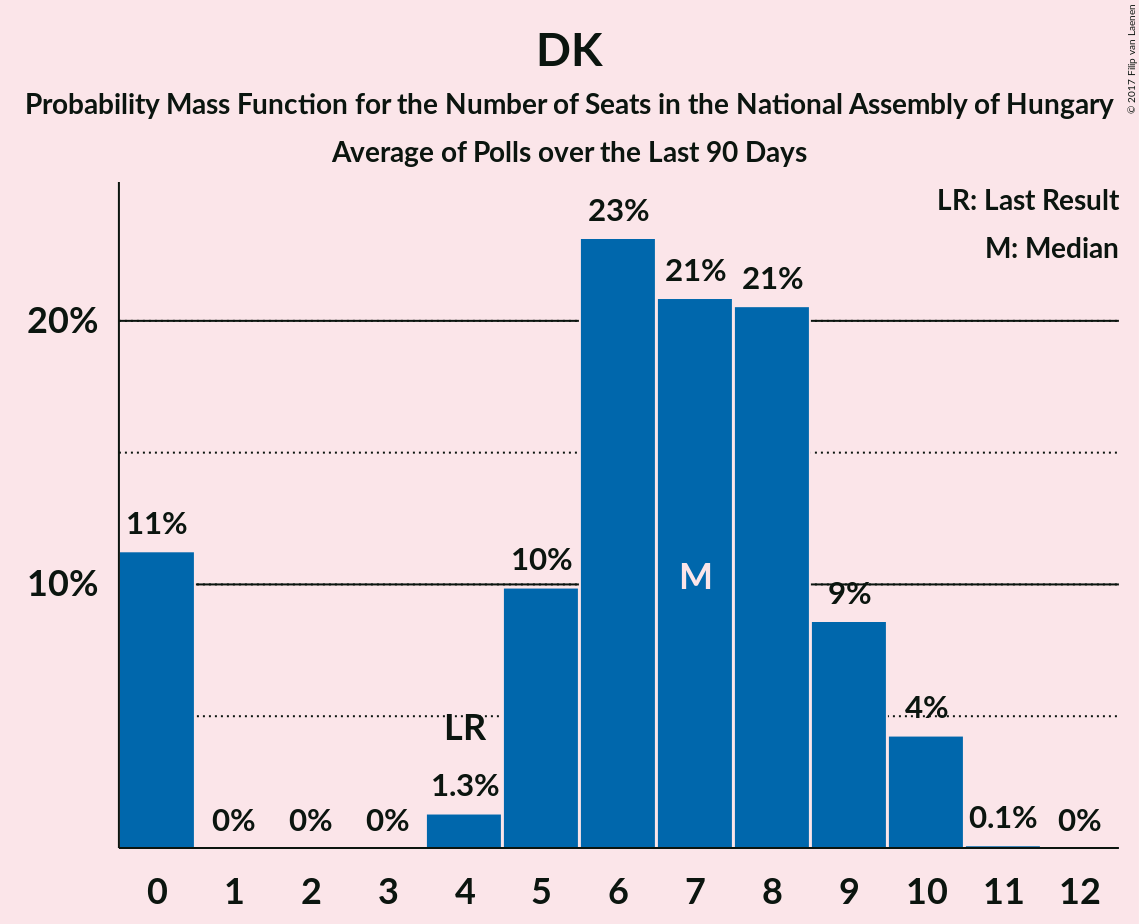 DK
Probability Mass Function for the Number of Seats in the National Assembly of Hungary
Average of Polls over the Last 90 Days
© 2017 Filip van Laenen
LR: Last Result
M: Median
20%
10%
11%
0%
0%
0%
LR
1.3%
10%
23%
21%
M
21%
9%
4%
0.1%
0%
0 1 2 3 4 5 6 7 8 9 10 11 12